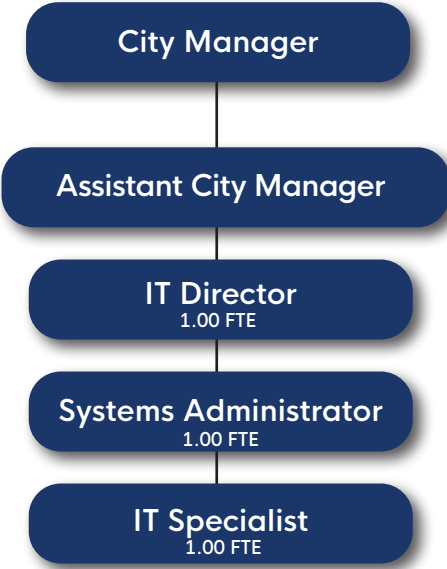 City Manager
Assistant City Manager
IT Director
1.00 FTE
Systems Administrator
1.00 FTE
IT Specialist
1.00 FTE